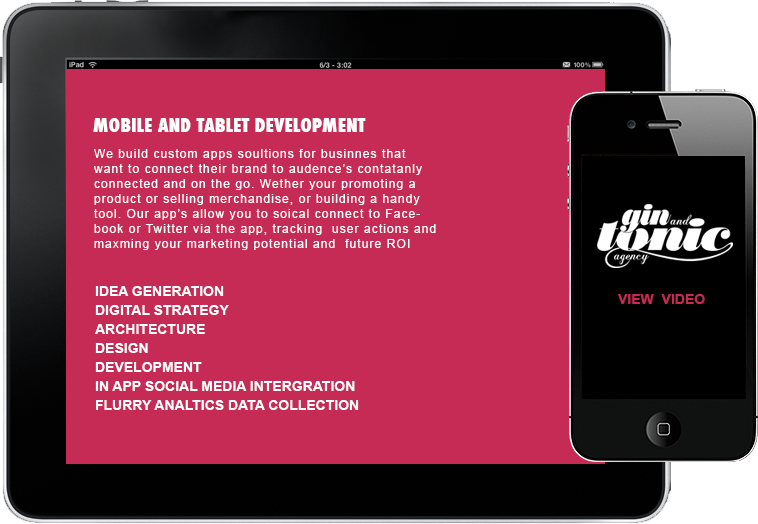 iPad 6/3 - 3:02 100%
MOBILE AND TABLET DEVELOPMENT
We build custom apps soultions for businnes that
want to connect their brand to audence's contatanly
connected and on the go. Wether your promoting a
product or selling merchandise, or building a handy
tool. Our app's allow you to soical connect to Face-
book or Twitter via the app, tracking  user actions and
maxming your marketing potential and  future ROI
IDEA GENERATION
DIGITAL STRATEGY
ARCHITECTURE
DESIGN
DEVELOPMENT
IN APP SOCIAL MEDIA INTERGRATION
FLURRY ANALTICS DATA COLLECTION
gin and
tonic
agency
VIEW  VIDEO